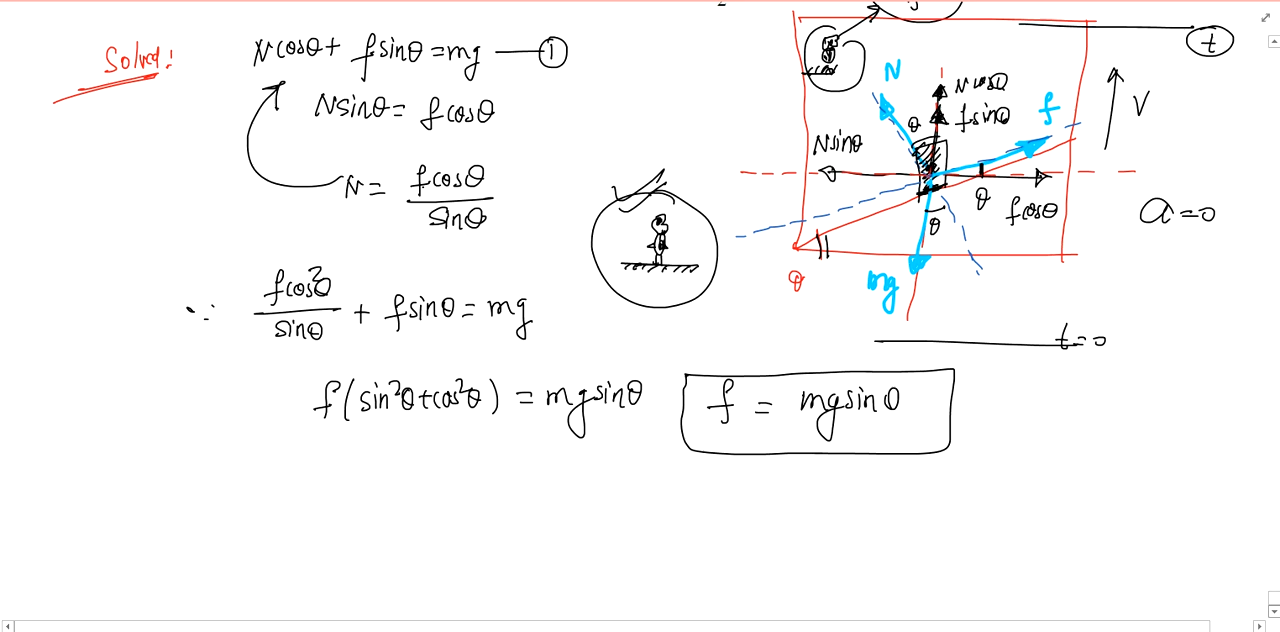 Solved:
Ncosθ + fsinθ = mg — ①
Nsinθ = fcosθ
N = fcosθ / sinθ
∵ fcos²θ / sinθ + fsinθ = mg
f(sin²θ+cos²θ) = mgsinθ
f = mgsinθ
t
N
Ncosθ
fsinθ
f
V
θ
Nsinθ
θ
fcosθ
a=0
θ
θ
mg
t=0